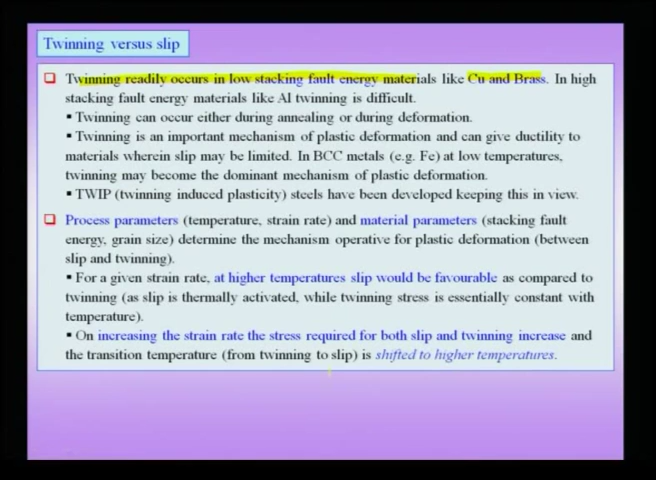 Twinning versus slip
❑ Twinning readily occurs in low stacking fault energy materials like Cu and Brass. In high
stacking fault energy materials like Al twinning is difficult.
▪ Twinning can occur either during annealing or during deformation.
▪ Twinning is an important mechanism of plastic deformation and can give ductility to
materials wherein slip may be limited. In BCC metals (e.g. Fe) at low temperatures,
twinning may become the dominant mechanism of plastic deformation.
▪ TWIP (twinning induced plasticity) steels have been developed keeping this in view.
❑ Process parameters (temperature, strain rate) and material parameters (stacking fault
energy, grain size) determine the mechanism operative for plastic deformation (between
slip and twinning).
▪ For a given strain rate, at higher temperatures slip would be favourable as compared to
twinning (as slip is thermally activated, while twinning stress is essentially constant with
temperature).
▪ On increasing the strain rate the stress required for both slip and twinning increase and
the transition temperature (from twinning to slip) is shifted to higher temperatures.